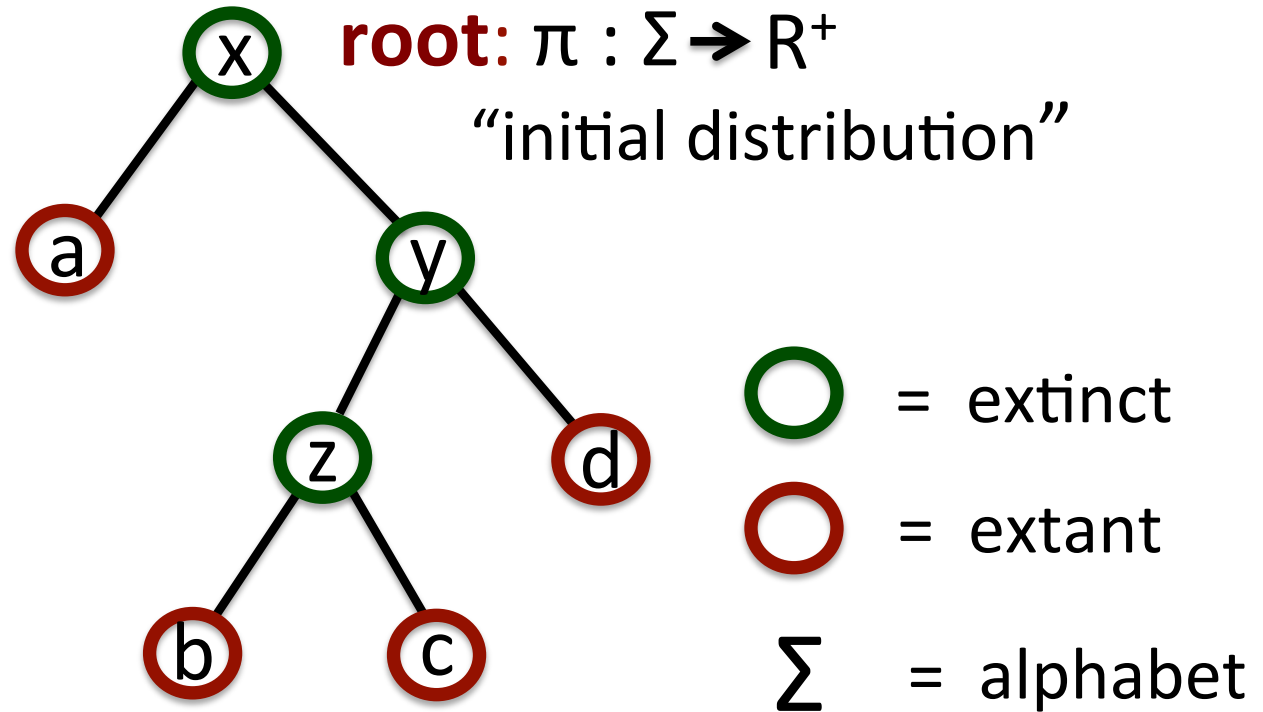 x
root: π : Σ → R⁺
“initial distribution”
a
y
= extinct
z
d
= extant
b
c
Σ = alphabet